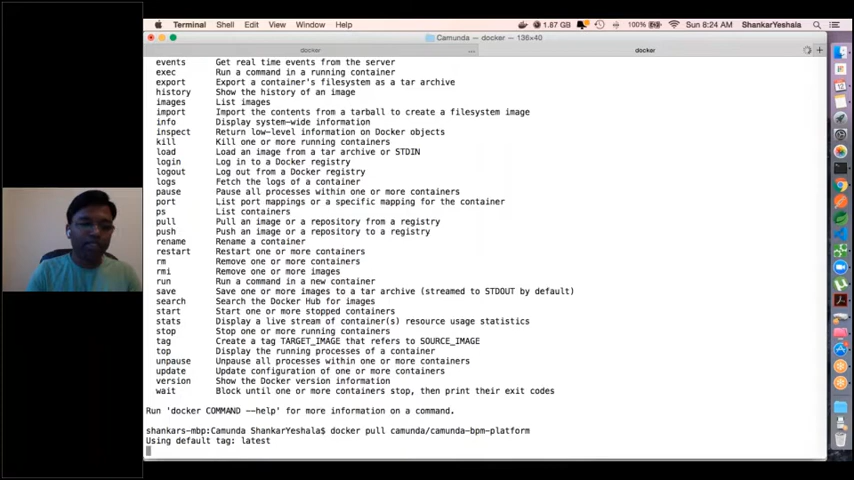 Terminal Shell Edit View Window Help 1.87 GB 100% Sun 8:24 AM ShankarYeshala
Camunda — docker — 136×40
docker ... docker +
events Get real time events from the server
exec Run a command in a running container
export Export a container's filesystem as a tar archive
history Show the history of an image
images List images
import Import the contents from a tarball to create a filesystem image
info Display system-wide information
inspect Return low-level information on Docker objects
kill Kill one or more running containers
load Load an image from a tar archive or STDIN
login Log in to a Docker registry
logout Log out from a Docker registry
logs Fetch the logs of a container
pause Pause all processes within one or more containers
port List port mappings or a specific mapping for the container
ps List containers
pull Pull an image or a repository from a registry
push Push an image or a repository to a registry
rename Rename a container
restart Restart one or more containers
rm Remove one or more containers
rmi Remove one or more images
run Run a command in a new container
save Save one or more images to a tar archive (streamed to STDOUT by default)
search Search the Docker Hub for images
start Start one or more stopped containers
stats Display a live stream of container(s) resource usage statistics
stop Stop one or more running containers
tag Create a tag TARGET_IMAGE that refers to SOURCE_IMAGE
top Display the running processes of a container
unpause Unpause all processes within one or more containers
update Update configuration of one or more containers
version Show the Docker version information
wait Block until one or more containers stop, then print their exit codes
Run 'docker COMMAND --help' for more information on a command.
shankars-mbp:Camunda ShankarYeshala$ docker pull camunda/camunda-bpm-platform
Using default tag: latest